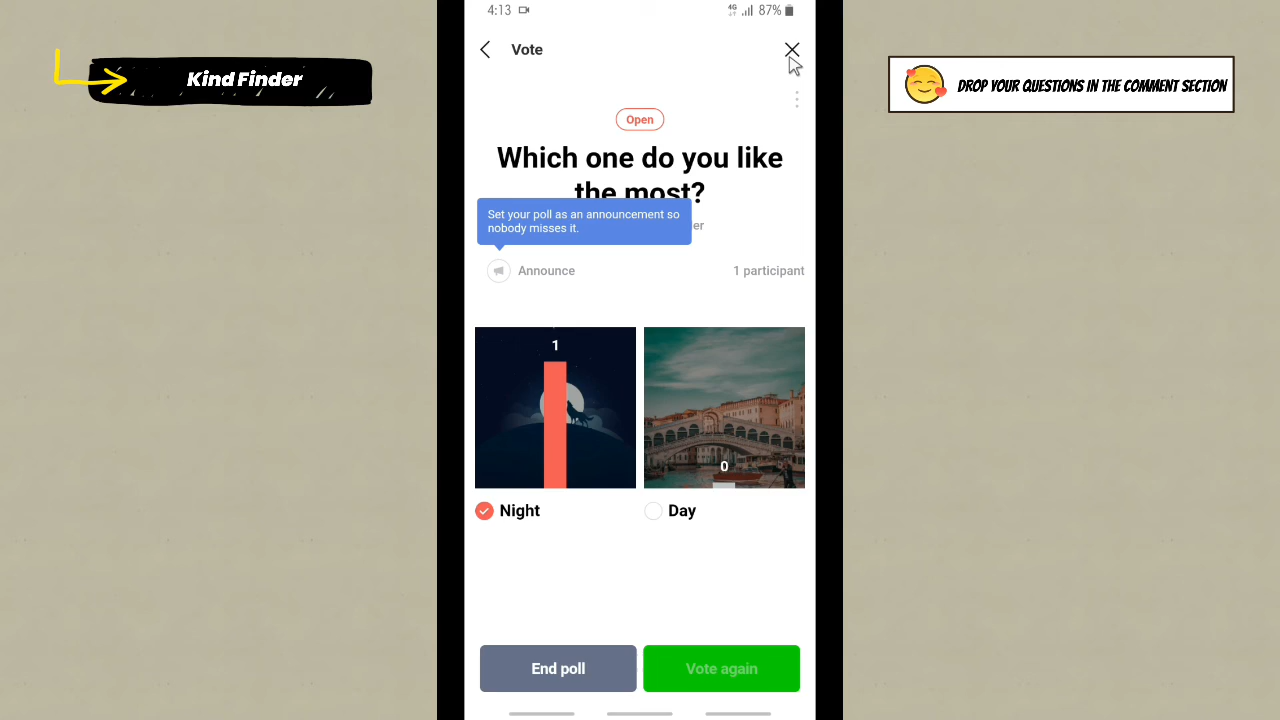 Kind Finder
DROP YOUR QUESTIONS IN THE COMMENT SECTION
4:13
4G
87%
Vote
Open
Which one do you like
the most?
Set your poll as an announcement so
nobody misses it.
Announce
1 participant
1
0
Night
Day
End poll
Vote again